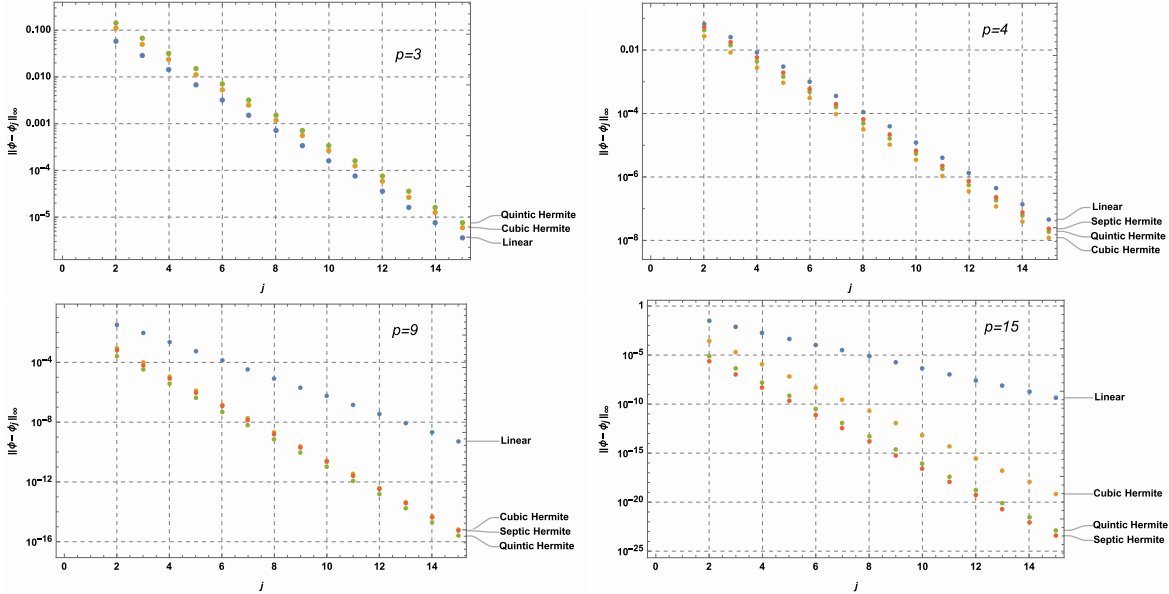 p=3
0.100
0.010
0.001
10⁻⁴
10⁻⁵
||ϕ - ϕj||∞
Quintic Hermite
Cubic Hermite
Linear
0 2 4 6 8 10 12 14
j
p=4
0.01
10⁻⁴
10⁻⁶
10⁻⁸
||ϕ - ϕj||∞
Linear
Septic Hermite
Quintic Hermite
Cubic Hermite
0 2 4 6 8 10 12 14
j
p=9
10⁻⁴
10⁻⁸
10⁻¹²
10⁻¹⁶
||ϕ - ϕj||∞
Linear
Cubic Hermite
Septic Hermite
Quintic Hermite
0 2 4 6 8 10 12 14
j
p=15
1
10⁻⁵
10⁻¹⁰
10⁻¹⁵
10⁻²⁰
10⁻²⁵
||ϕ - ϕj||∞
Linear
Cubic Hermite
Quintic Hermite
Septic Hermite
0 2 4 6 8 10 12 14
j